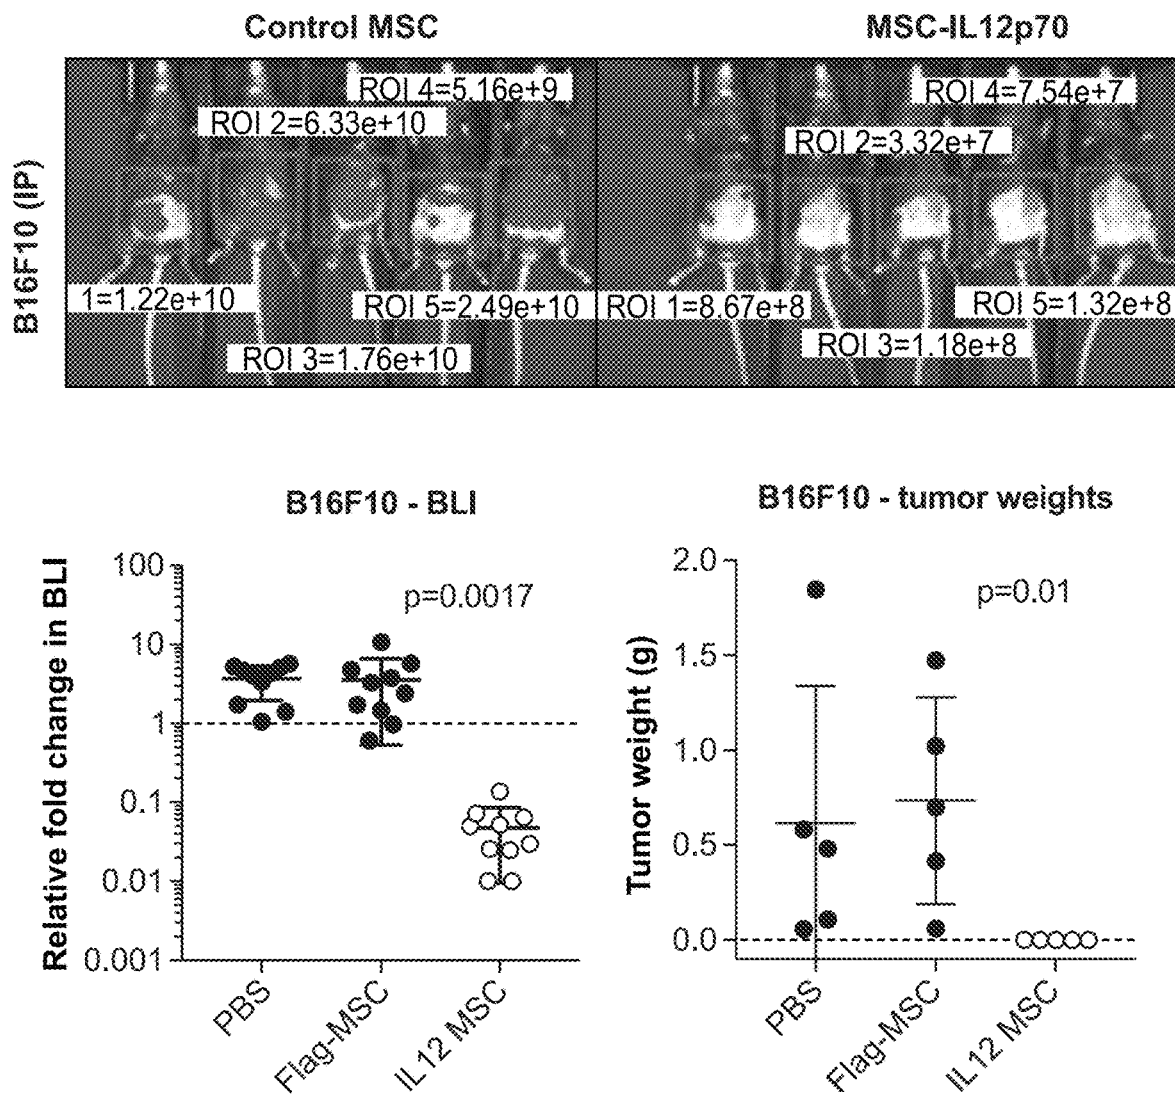 Control MSC
MSC-IL12p70
B16F10 (IP)
ROI 4=5.16e+9
ROI 2=6.33e+10
1=1.22e+10
ROI 5=2.49e+10
ROI 3=1.76e+10
ROI 4=7.54e+7
ROI 2=3.32e+7
ROI 1=8.67e+8
ROI 5=1.32e+8
ROI 3=1.18e+8
B16F10 - BLI
Relative fold change in BLI
100
10
1
0.1
0.01
0.001
p=0.0017
PBS
Flag-MSC
IL12 MSC
B16F10 - tumor weights
Tumor weight (g)
2.0
1.5
1.0
0.5
0.0
p=0.01
PBS
Flag-MSC
IL12 MSC